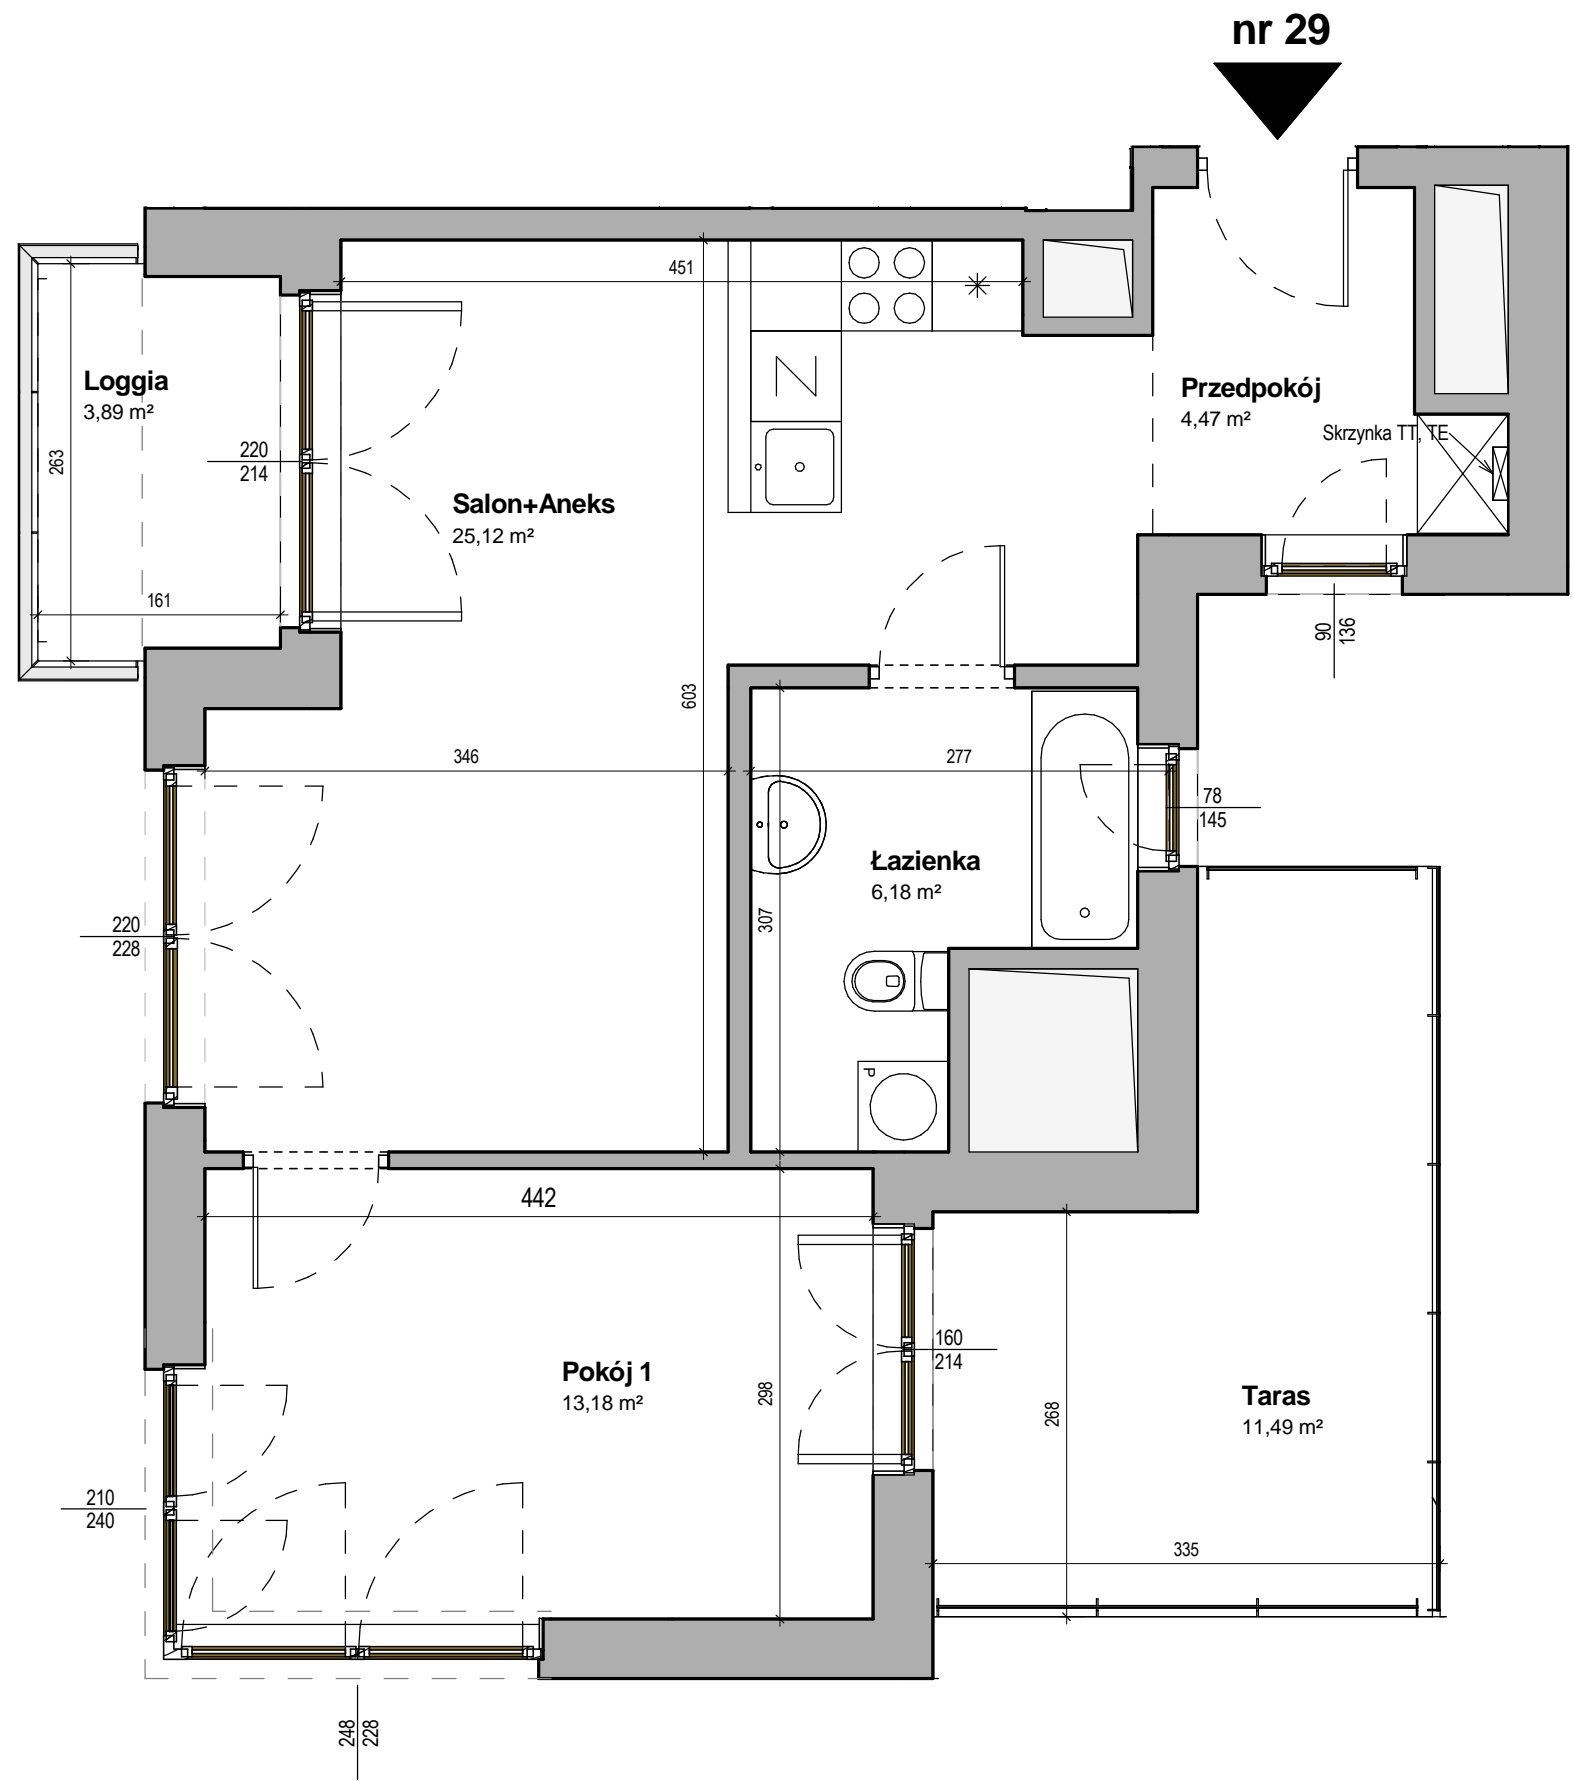 nr 29
451
Loggia
3,89 m²
263
220
214
161
Salon+Aneks
25,12 m²
Przedpokój
4,47 m²
Skrzynka TT, TE
Z
90
136
603
346
277
78
145
Łazienka
6,18 m²
307
220
228
P
442
Pokój 1
13,18 m²
298
160
214
268
Taras
11,49 m²
210
240
335
248
228